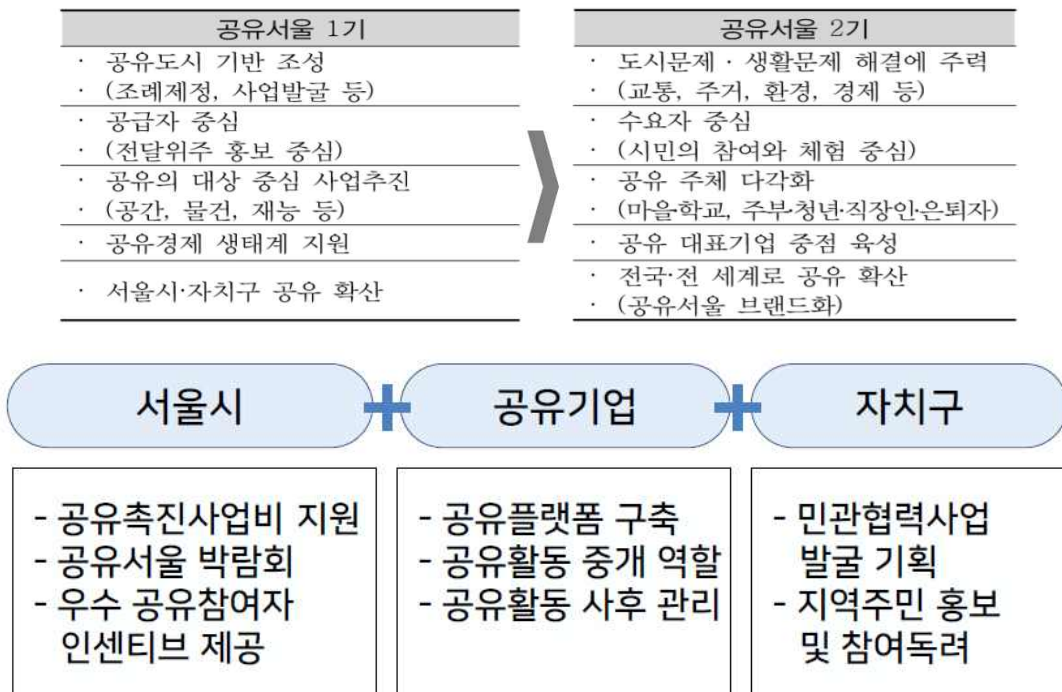 공유서울 1기
· 공유도시 기반 조성
· (조례제정, 사업발굴 등)
· 공급자 중심
· (전달위주 홍보 중심)
· 공유의 대상 중심 사업추진
· (공간, 물건, 재능 등)
· 공유경제 생태계 지원
· 서울시·자치구 공유 확산
공유서울 2기
· 도시문제 · 생활문제 해결에 주력
· (교통, 주거, 환경, 경제 등)
· 수요자 중심
· (시민의 참여와 체험 중심)
· 공유 주체 다각화
· (마을학교, 주부·청년·직장인·은퇴자)
· 공유 대표기업 중점 육성
· 전국·전 세계로 공유 확산
· (공유서울 브랜드화)
서울시 + 공유기업 + 자치구
- 공유촉진사업비 지원
- 공유서울 박람회
- 우수 공유참여자
인센티브 제공
- 공유플랫폼 구축
- 공유활동 중개 역할
- 공유활동 사후 관리
- 민관협력사업
발굴 기획
- 지역주민 홍보
및 참여독려